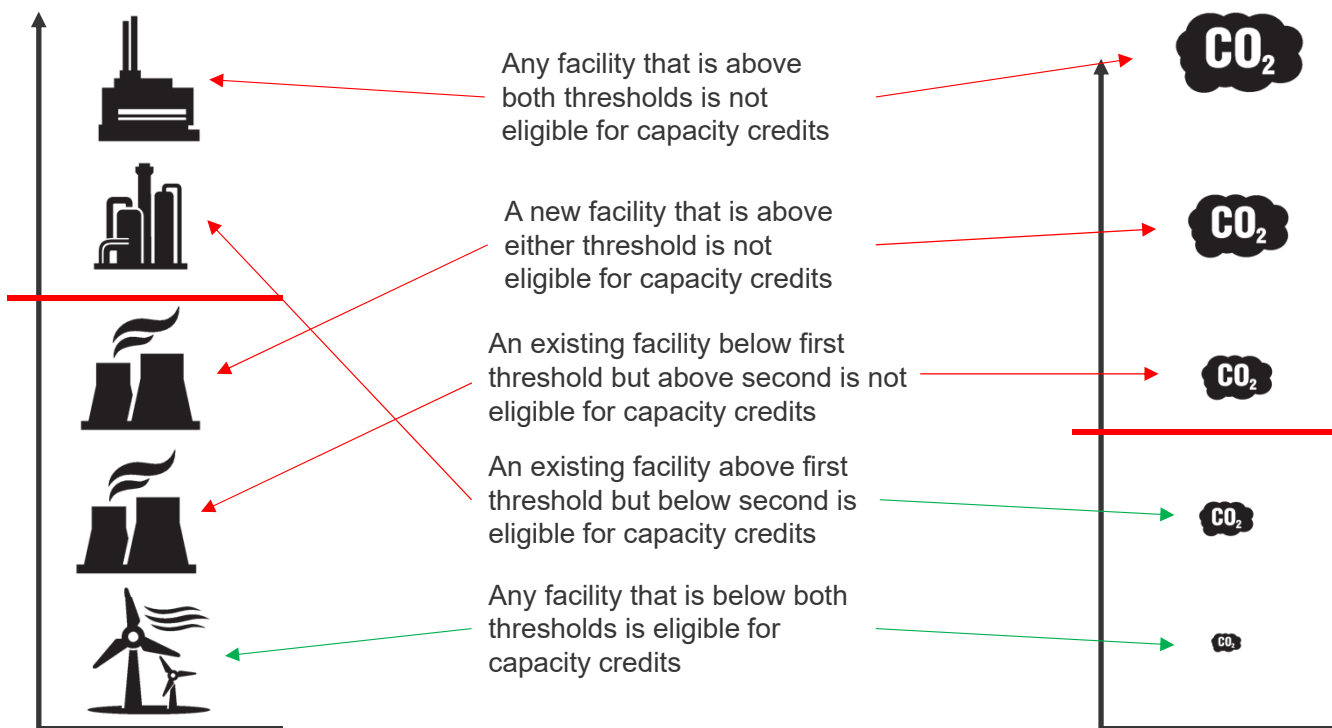 CO2
Any facility that is above
both thresholds is not
eligible for capacity credits
A new facility that is above
either threshold is not
eligible for capacity credits
CO2
An existing facility below first
threshold but above second is not
eligible for capacity credits
CO2
An existing facility above first
threshold but below second is
eligible for capacity credits
CO2
Any facility that is below both
thresholds is eligible for
capacity credits
CO2